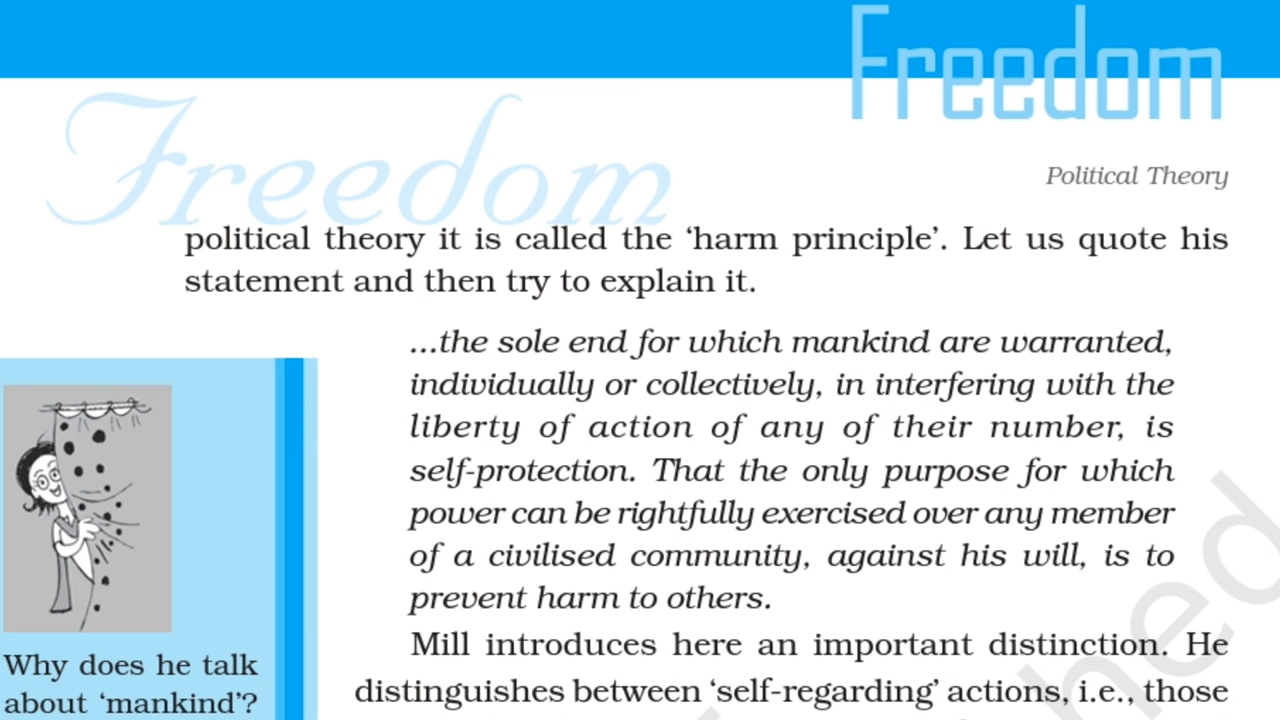 Freedom
Freedom
Political Theory
political theory it is called the ‘harm principle’. Let us quote his
statement and then try to explain it.
...the sole end for which mankind are warranted,
individually or collectively, in interfering with the
liberty of action of any of their number, is
self-protection. That the only purpose for which
power can be rightfully exercised over any member
of a civilised community, against his will, is to
prevent harm to others.
Mill introduces here an important distinction. He
distinguishes between ‘self-regarding’ actions, i.e., those
Why does he talk
about ‘mankind’?